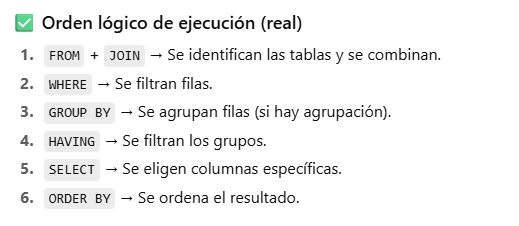 ✅ Orden lógico de ejecución (real)
1. FROM + JOIN → Se identifican las tablas y se combinan.
2. WHERE → Se filtran filas.
3. GROUP BY → Se agrupan filas (si hay agrupación).
4. HAVING → Se filtran los grupos.
5. SELECT → Se eligen columnas específicas.
6. ORDER BY → Se ordena el resultado.